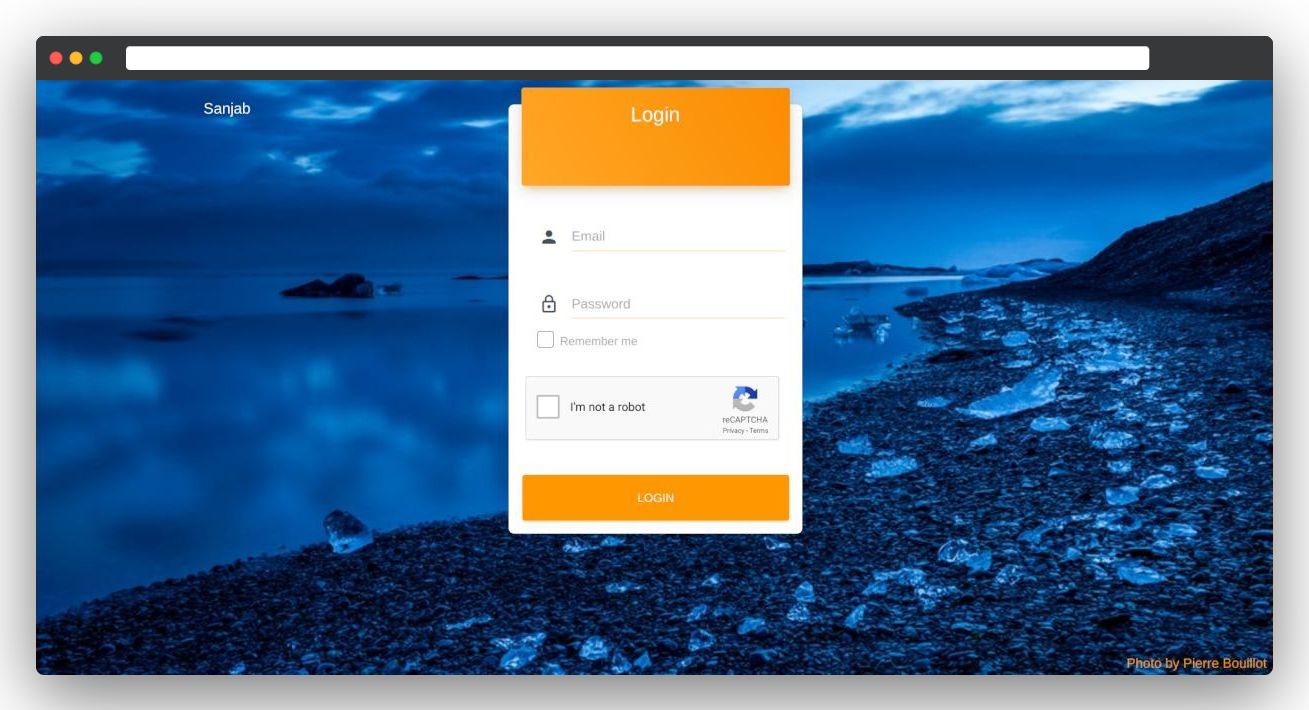 Sanjab
Login
Email
Password
Remember me
I'm not a robot
reCAPTCHA
Privacy - Terms
LOGIN
Photo by Pierre Bouillot